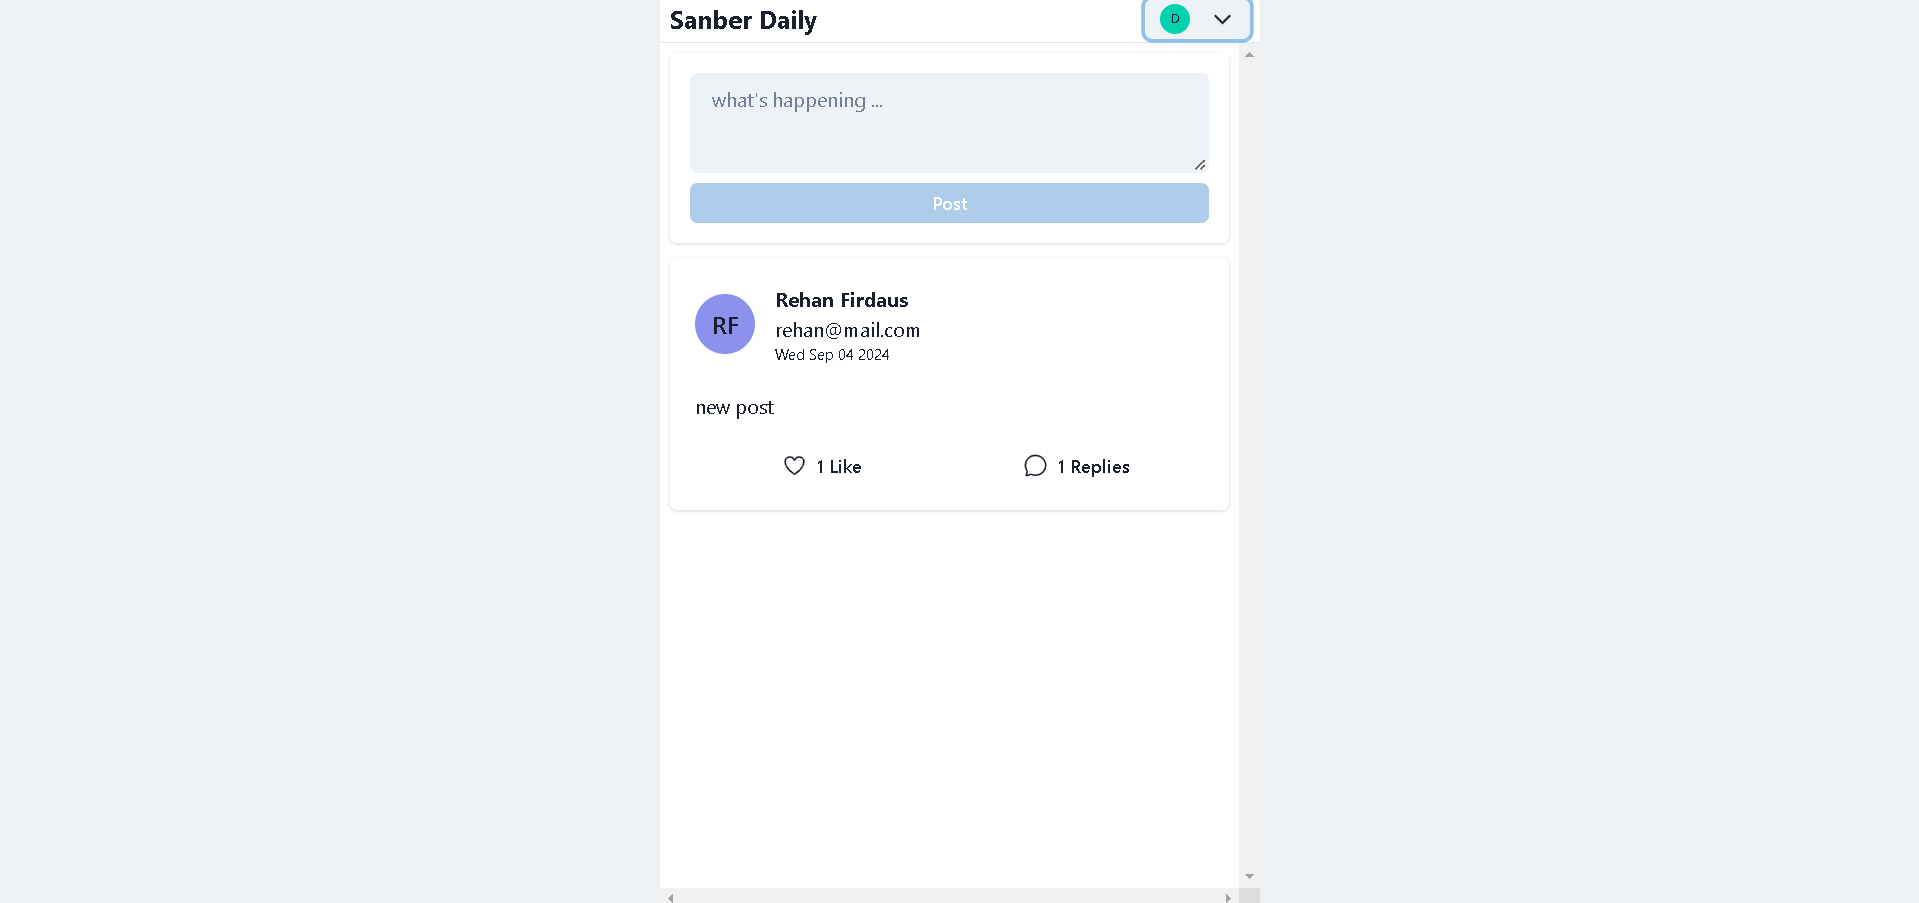 Sanber Daily
D
what's happening ...
Post
RF
Rehan Firdaus
rehan@mail.com
Wed Sep 04 2024
new post
1 Like
1 Replies